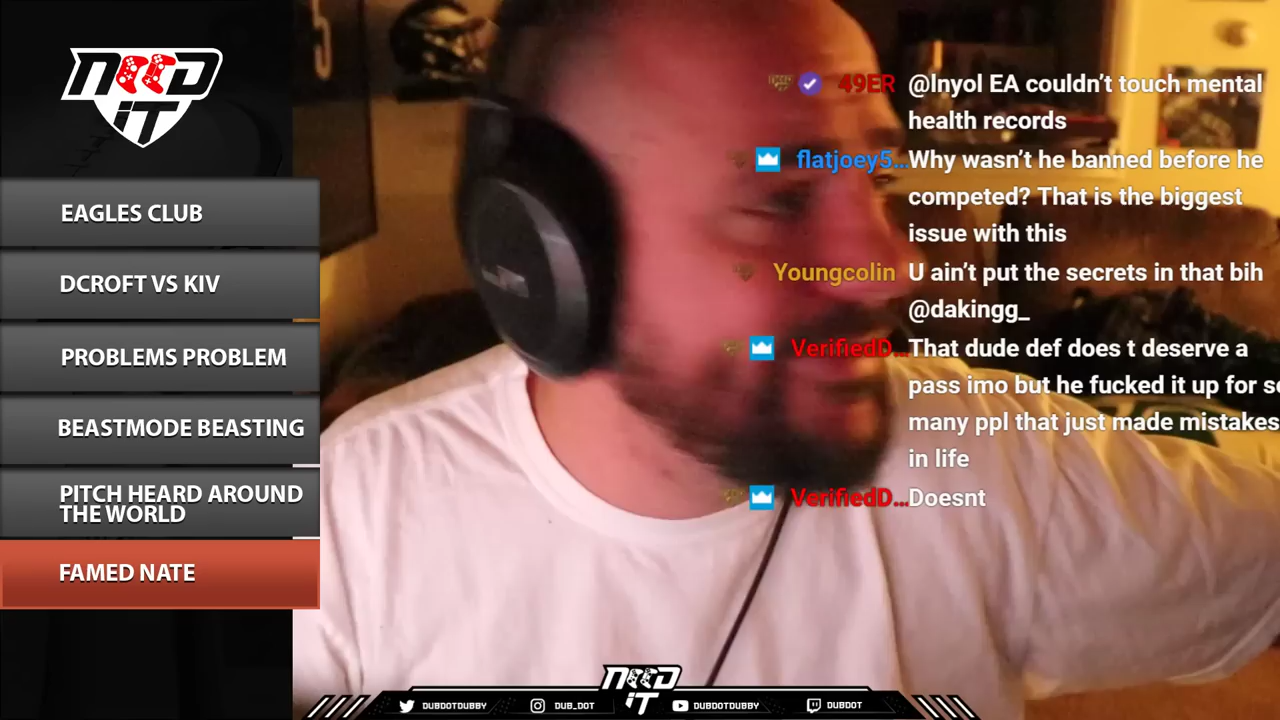 NEED
iT
EAGLES CLUB
DCROFT VS KIV
PROBLEMS PROBLEM
BEASTMODE BEASTING
PITCH HEARD AROUND
THE WORLD
FAMED NATE
49ER @lnyol EA couldn’t touch mental
health records
flatjoey5... Why wasn’t he banned before he
competed? That is the biggest
issue with this
Youngcolin U ain’t put the secrets in that bih
@dakingg_
VerifiedD... That dude def does t deserve a
pass imo but he fucked it up for so
many ppl that just made mistakes
in life
VerifiedD... Doesnt
NEED
iT
DUBDOTDUBBY DUB_DOT DUBDOTDUBBY DUBDOT